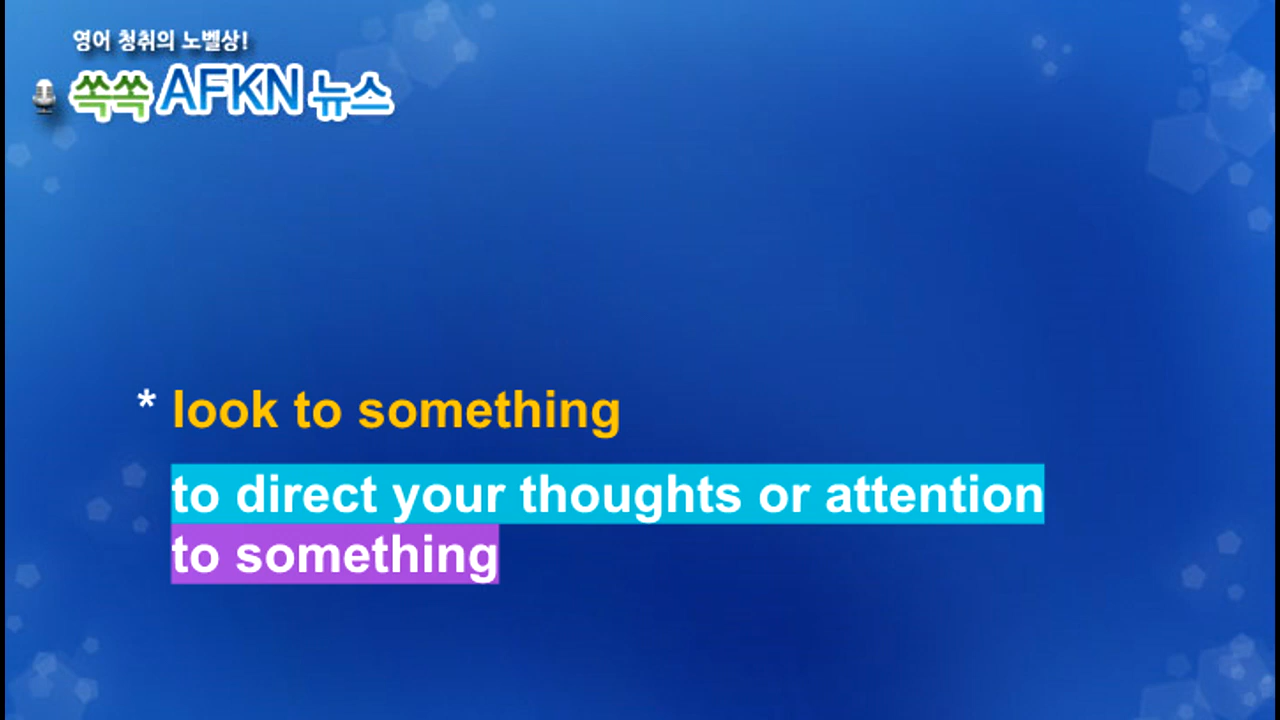 영어 청취의 노벨상!
쏙쏙 AFKN 뉴스
* look to something
to direct your thoughts or attention
to something